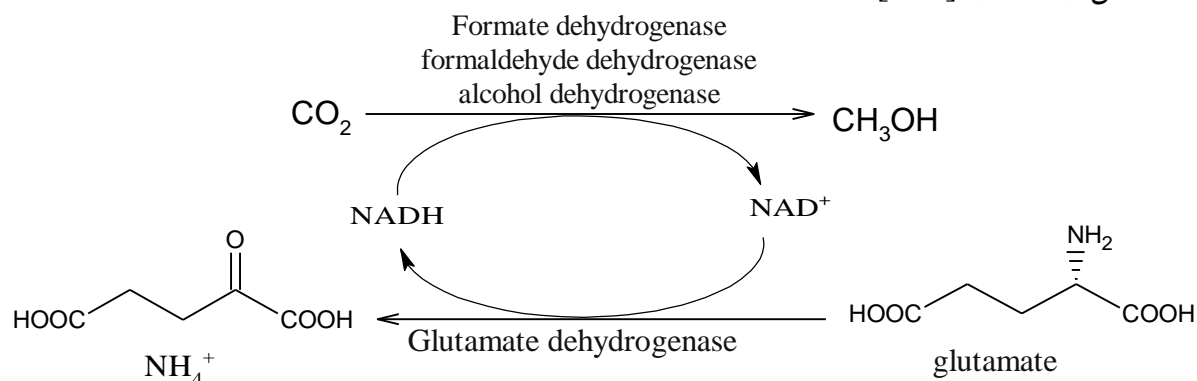 Formate dehydrogenase
formaldehyde dehydrogenase
alcohol dehydrogenase
CO₂
CH₃OH
NADH
NAD⁺
O
NH₂
HOOC
COOH
HOOC
COOH
Glutamate dehydrogenase
NH₄⁺
glutamate